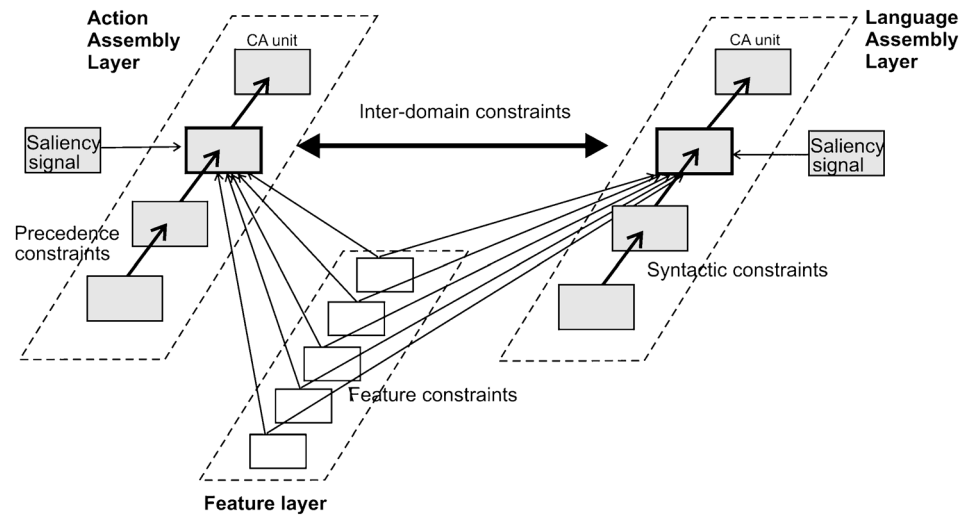 Action
Assembly
Layer
CA unit
Language
Assembly
Layer
CA unit
Inter-domain constraints
Saliency
signal
Saliency
signal
Precedence
constraints
Syntactic constraints
Feature constraints
Feature layer